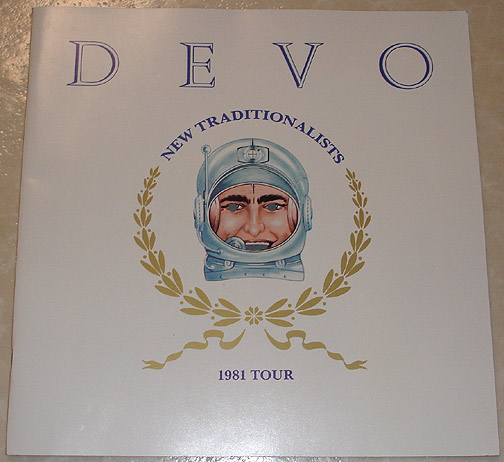 DEVO
NEW TRADITIONALISTS
1981 TOUR